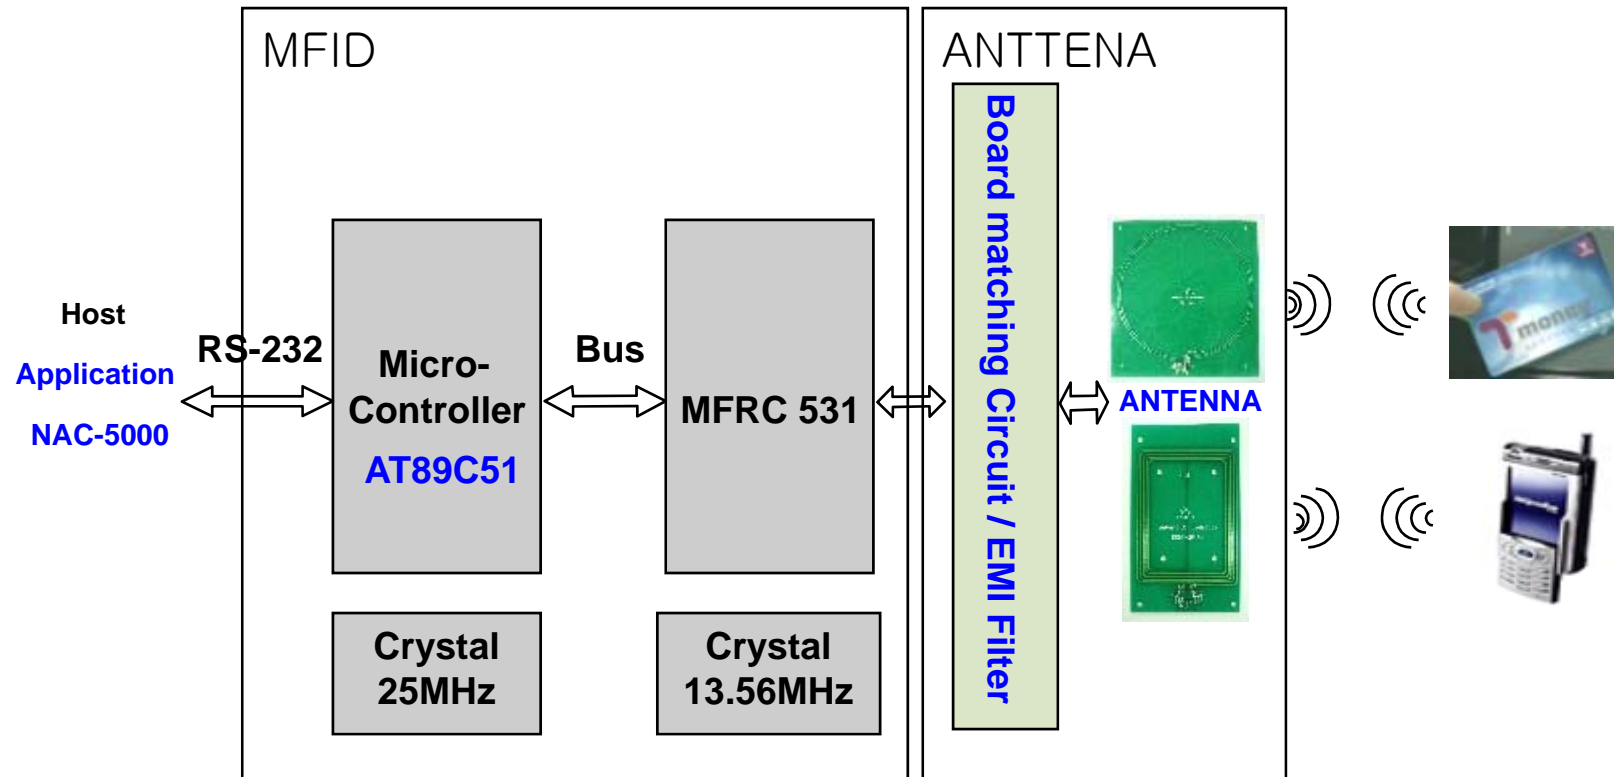 MFID
ANTTENA
Host
Application
NAC-5000
RS-232
Micro-
Controller
AT89C51
Bus
MFRC 531
Crystal
25MHz
Crystal
13.56MHz
Board matching Circuit / EMI Filter
ANTENNA
money